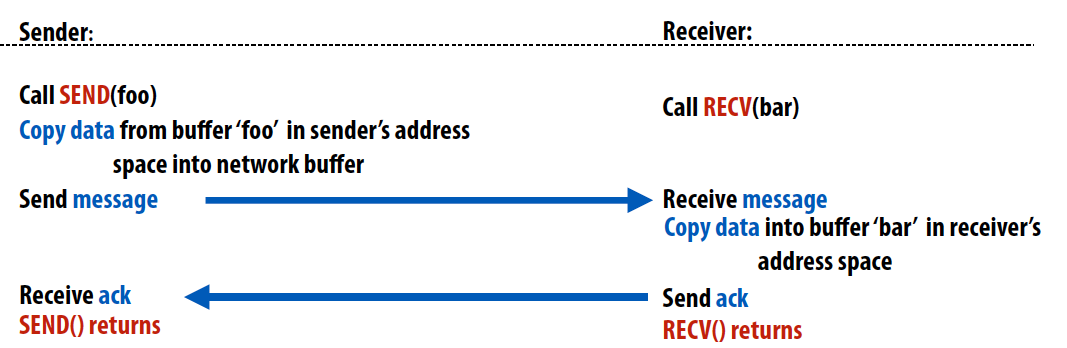 Sender:
Receiver:
Call SEND(foo)
Call RECV(bar)
Copy data from buffer ‘foo’ in sender’s address
space into network buffer
Send message
Receive message
Copy data into buffer ‘bar’ in receiver’s
address space
Receive ack
Send ack
SEND() returns
RECV() returns